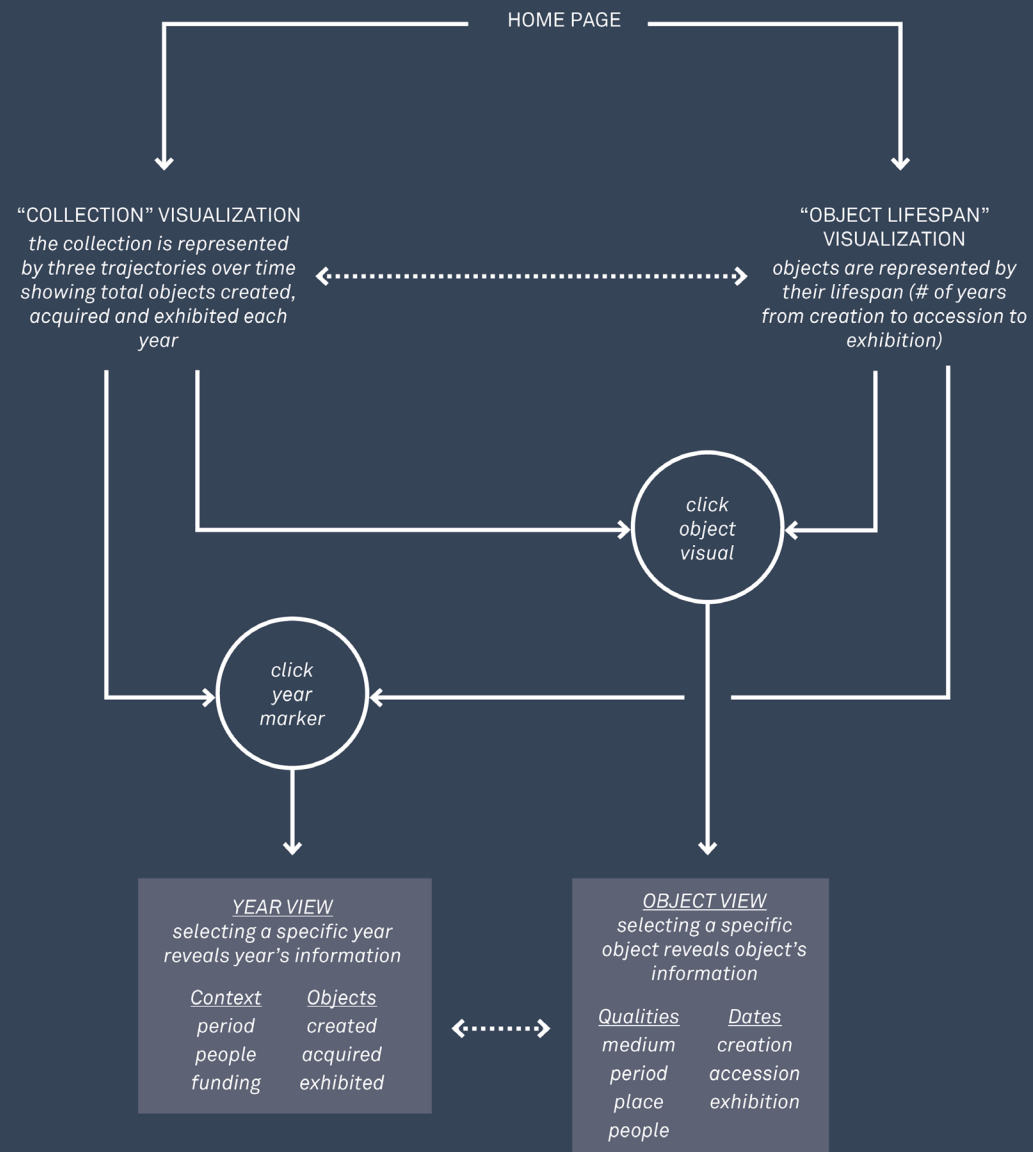 HOME PAGE
“COLLECTION” VISUALIZATION
the collection is represented
by three trajectories over time
showing total objects created,
acquired and exhibited each
year
“OBJECT LIFESPAN”
VISUALIZATION
objects are represented by
their lifespan (# of years
from creation to accession to
exhibition)
click
object
visual
click
year
marker
YEAR VIEW
selecting a specific year
reveals year’s information
Context
period
people
funding
Objects
created
acquired
exhibited
OBJECT VIEW
selecting a specific
object reveals object’s
information
Qualities
medium
period
place
people
Dates
creation
accession
exhibition